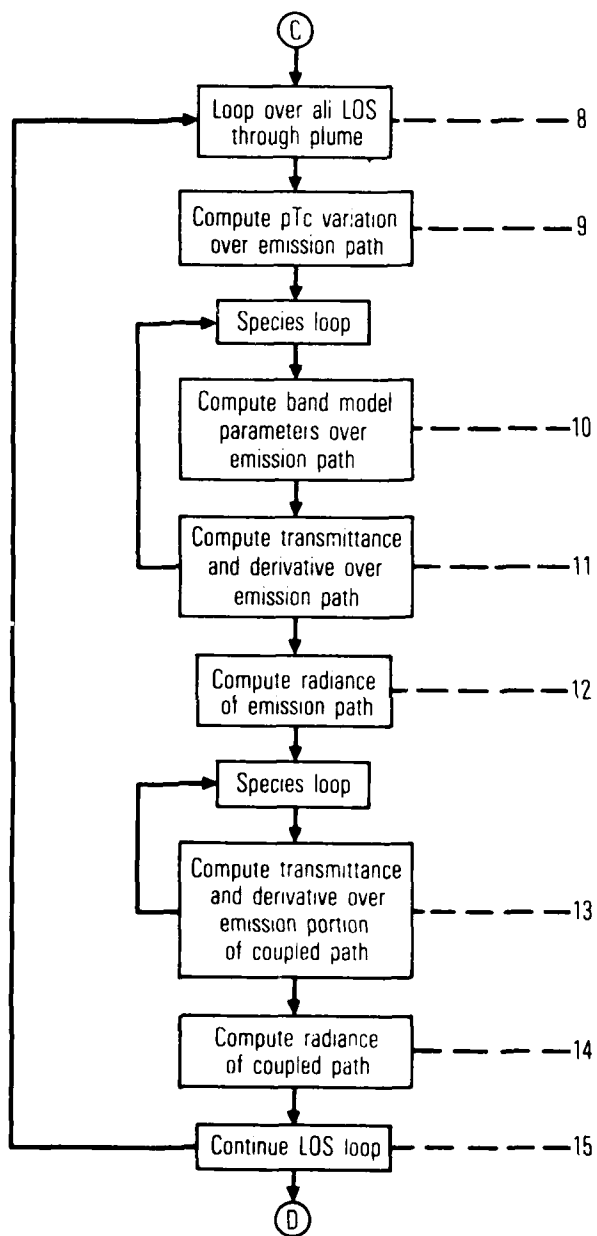 C
Loop over ali LOS
through plume
8
Compute pTc variation
over emission path
9
Species loop
Compute band model
parameters over
emission path
10
Compute transmittance
and derivative over
emission path
11
Compute radiance
of emission path
12
Species loop
Compute transmittance
and derivative over
emission portion
of coupled path
13
Compute radiance
of coupled path
14
Continue LOS loop
15
D